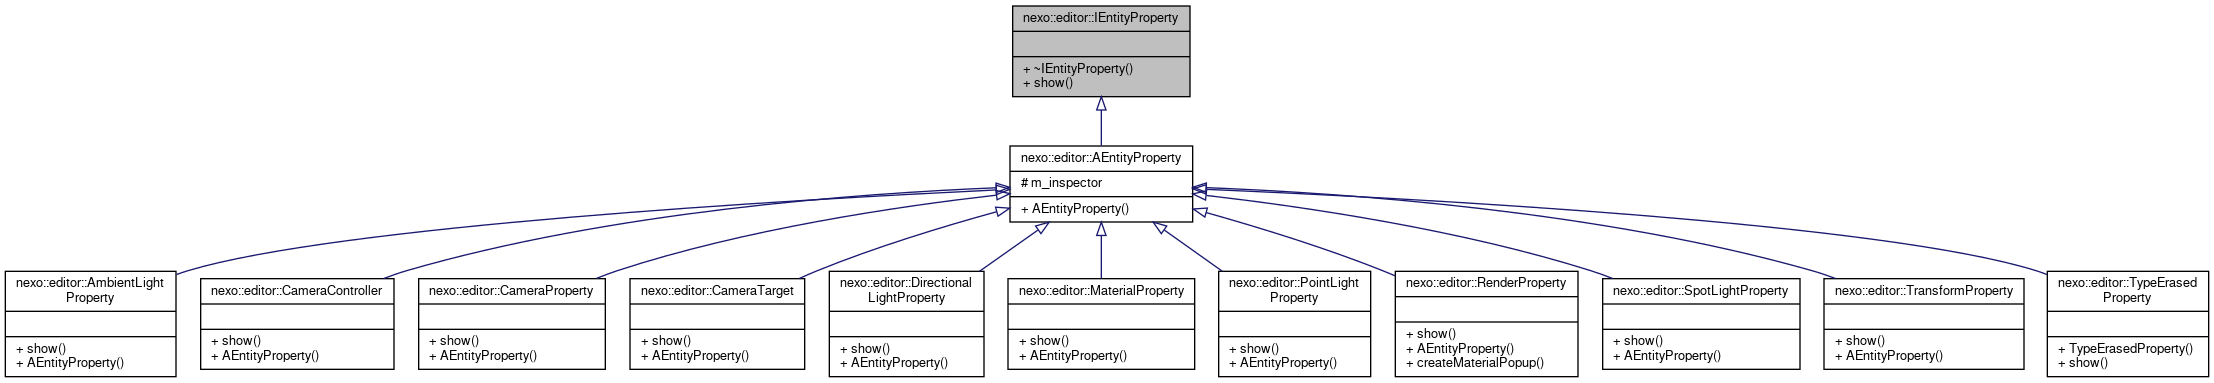 nexo::editor::IEntityProperty
+ ~IEntityProperty()
+ show()
nexo::editor::AEntityProperty
# m_inspector
+ AEntityProperty()
nexo::editor::AmbientLight
Property
+ show()
+ AEntityProperty()
nexo::editor::CameraController
+ show()
+ AEntityProperty()
nexo::editor::CameraProperty
+ show()
+ AEntityProperty()
nexo::editor::CameraTarget
+ show()
+ AEntityProperty()
nexo::editor::Directional
LightProperty
+ show()
+ AEntityProperty()
nexo::editor::MaterialProperty
+ show()
+ AEntityProperty()
nexo::editor::PointLight
Property
+ show()
+ AEntityProperty()
nexo::editor::RenderProperty
+ show()
+ AEntityProperty()
+ createMaterialPopup()
nexo::editor::SpotLightProperty
+ show()
+ AEntityProperty()
nexo::editor::TransformProperty
+ show()
+ AEntityProperty()
nexo::editor::TypeErased
Property
+ TypeErasedProperty()
+ show()